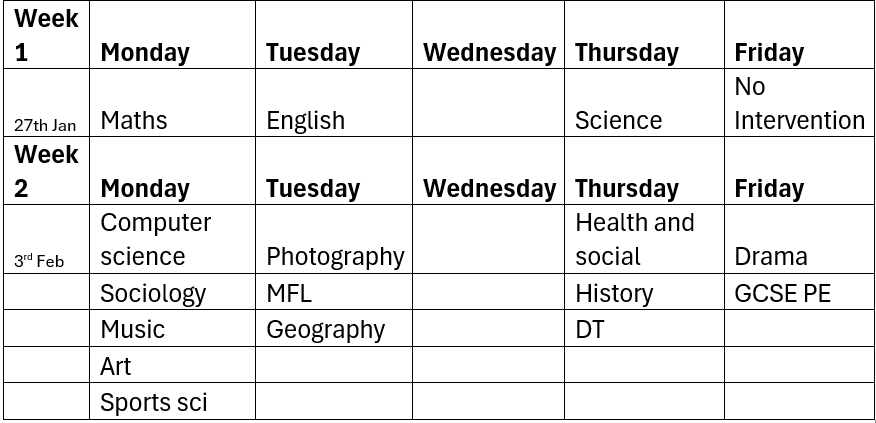 Week
1 Monday Tuesday Wednesday Thursday Friday
No
27th Jan Maths English Science Intervention
Week
2 Monday Tuesday Wednesday Thursday Friday
Computer Health and
3rd Feb science Photography social Drama
Sociology MFL History GCSE PE
Music Geography DT
Art
Sports sci